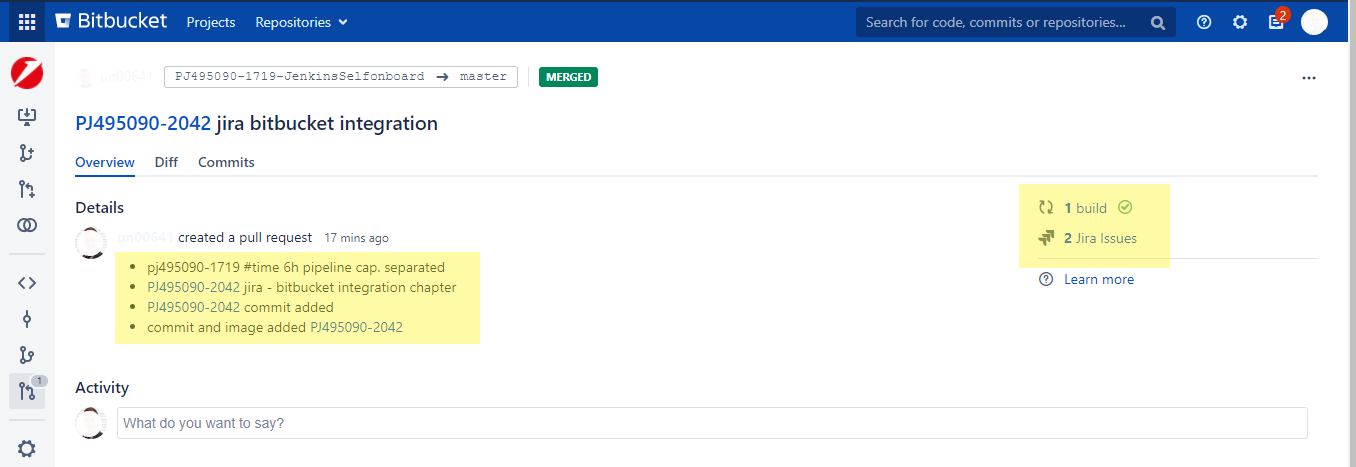 Bitbucket Projects Repositories Search for code, commits or repositories... 2
un00641 PJ495090-1719-JenkinsSelfonboard → master MERGED
PJ495090-2042 jira bitbucket integration
Overview Diff Commits
Details
1 build
un00641 created a pull request 17 mins ago
2 Jira Issues
• pj495090-1719 #time 6h pipeline cap. separated
Learn more
• PJ495090-2042 jira - bitbucket integration chapter
• PJ495090-2042 commit added
• commit and image added PJ495090-2042
1
Activity
What do you want to say?